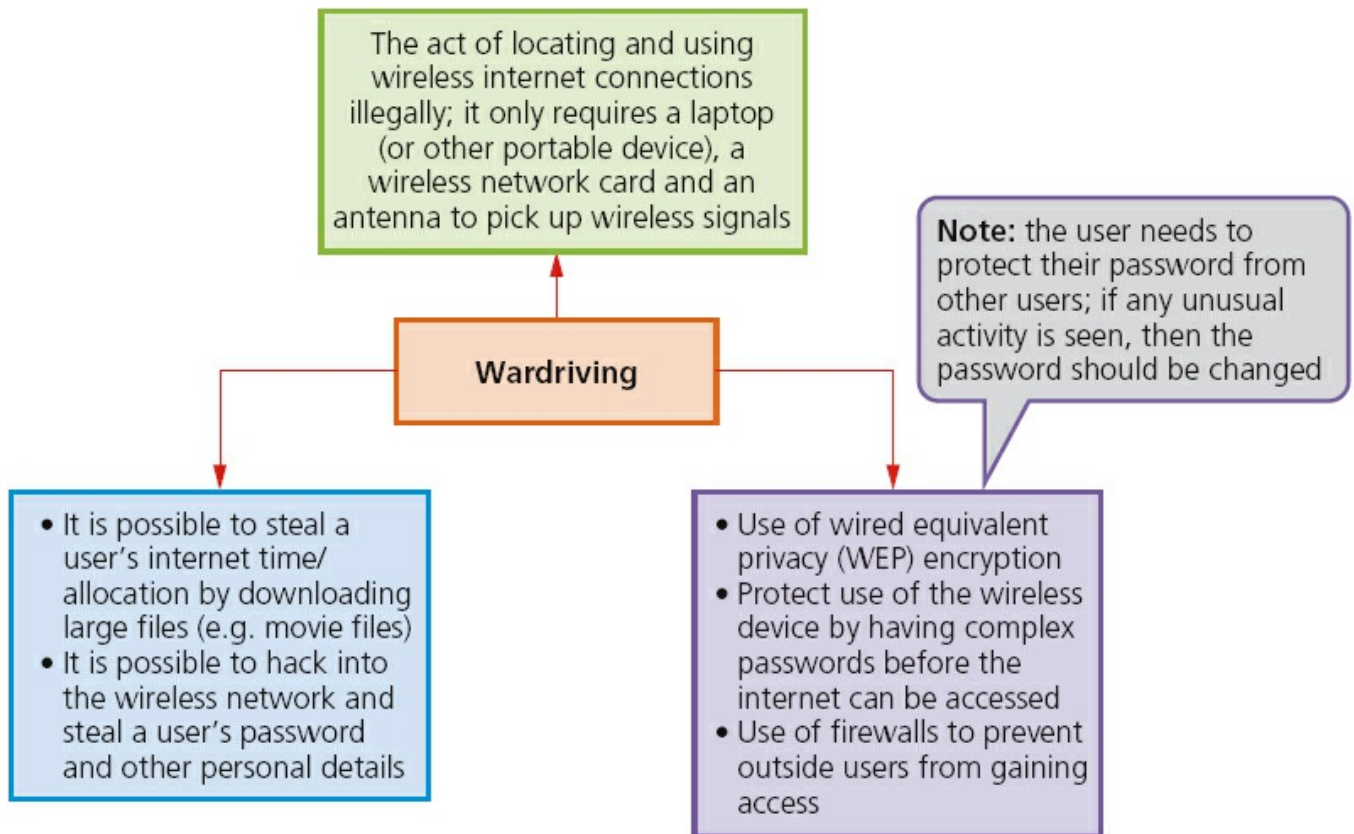 The act of locating and using
wireless internet connections
illegally; it only requires a laptop
(or other portable device), a
wireless network card and an
antenna to pick up wireless signals
Note: the user needs to
protect their password from
other users; if any unusual
activity is seen, then the
password should be changed
Wardriving
• It is possible to steal a
user's internet time/
allocation by downloading
large files (e.g. movie files)
• It is possible to hack into
the wireless network and
steal a user's password
and other personal details
• Use of wired equivalent
privacy (WEP) encryption
• Protect use of the wireless
device by having complex
passwords before the
internet can be accessed
• Use of firewalls to prevent
outside users from gaining
access